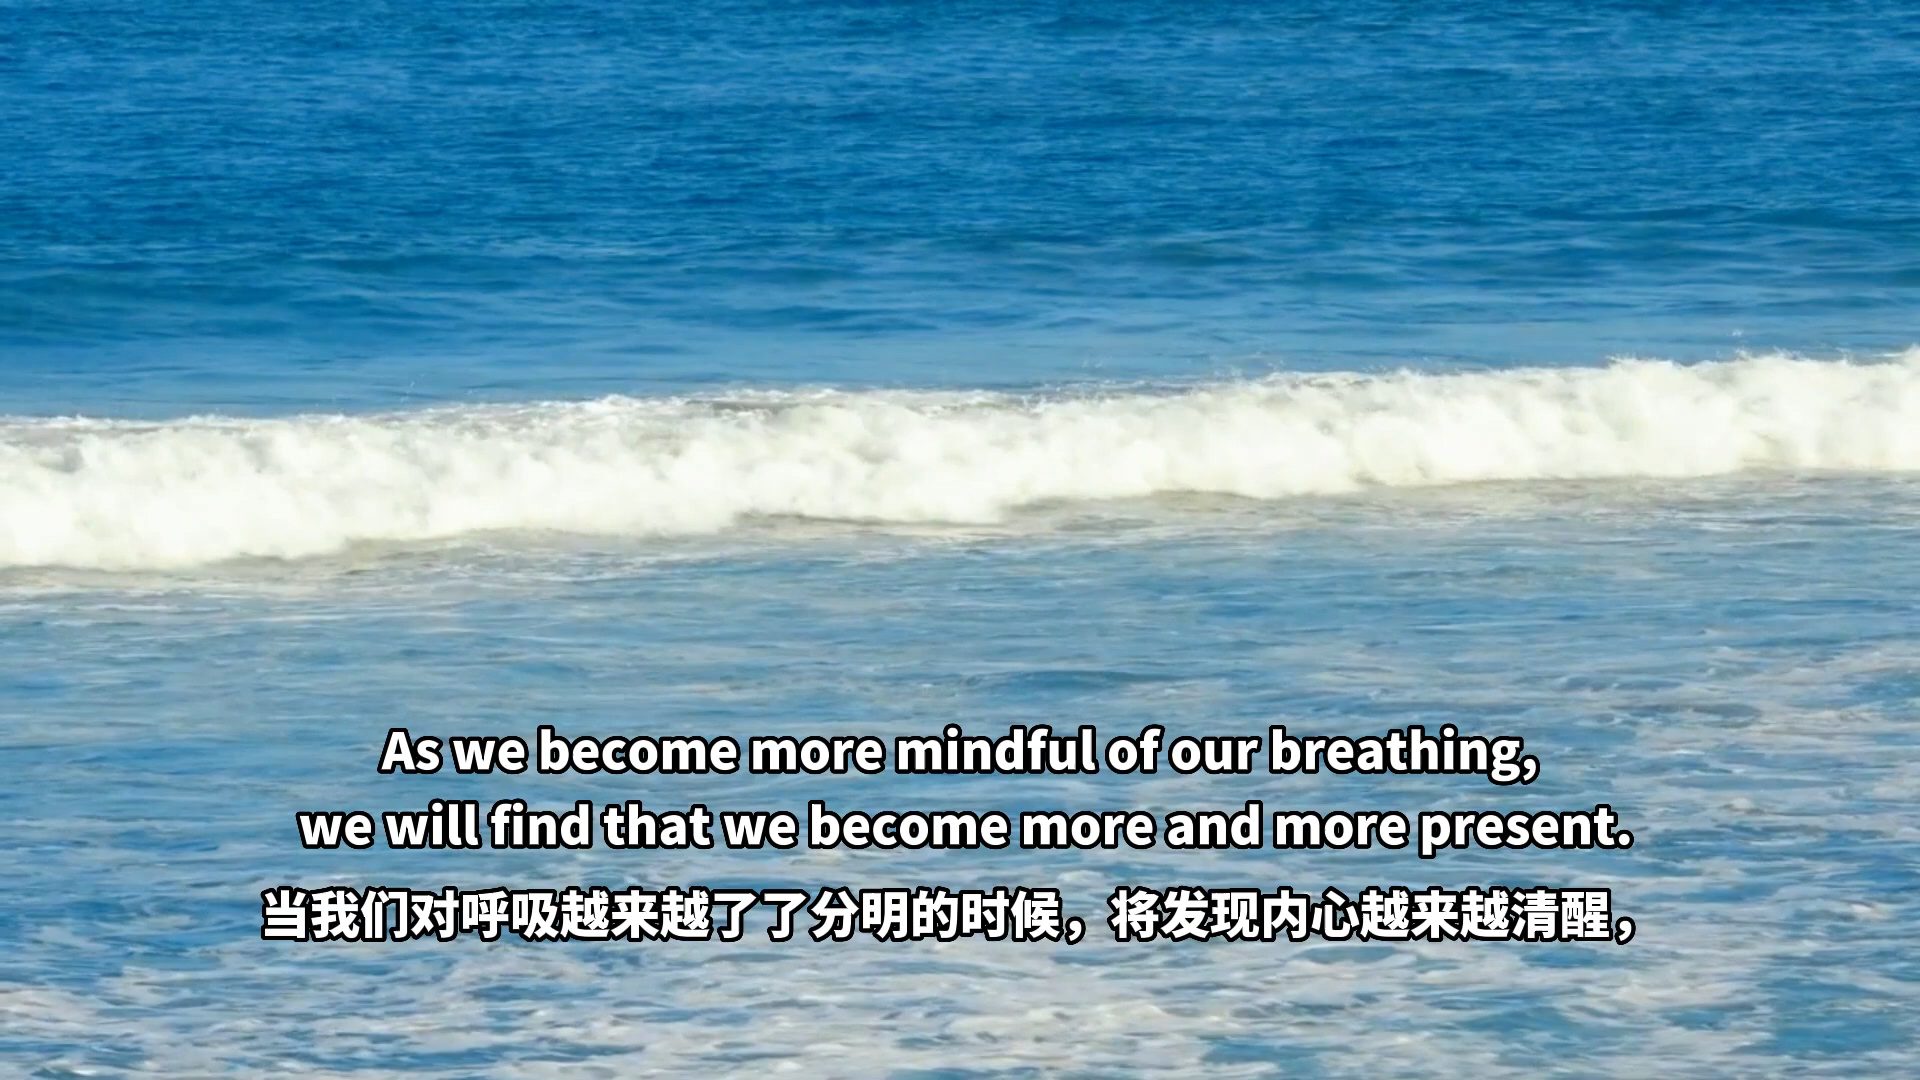 As we become more mindful of our breathing,
we will find that we become more and more present.
当我们对呼吸越来越了了分明的时候，将发现内心越来越清醒，